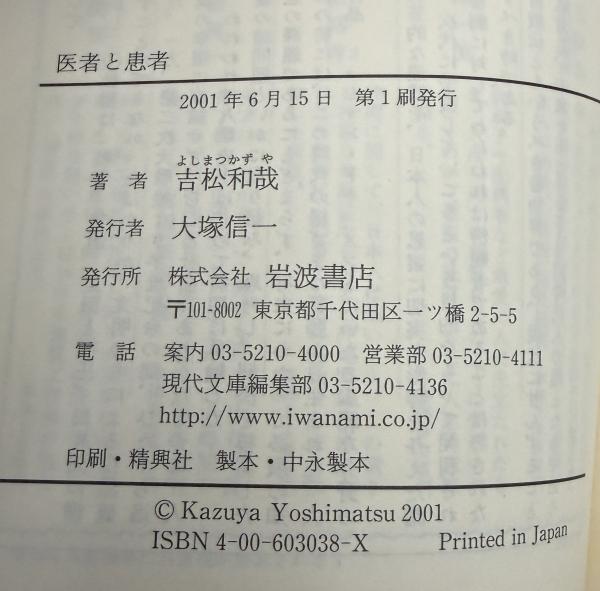 医者と患者
2001年6月15日　第1刷発行
よしまつかずや
著　者　吉松和哉
発行者　大塚信一
発行所　株式会社　岩波書店
〒101-8002　東京都千代田区一ツ橋2-5-5
電　話　案内 03-5210-4000　営業部 03-5210-4111
現代文庫編集部 03-5210-4136
http://www.iwanami.co.jp/
印刷・精興社　製本・中永製本
© Kazuya Yoshimatsu 2001
ISBN 4-00-603038-X　Printed in Japan